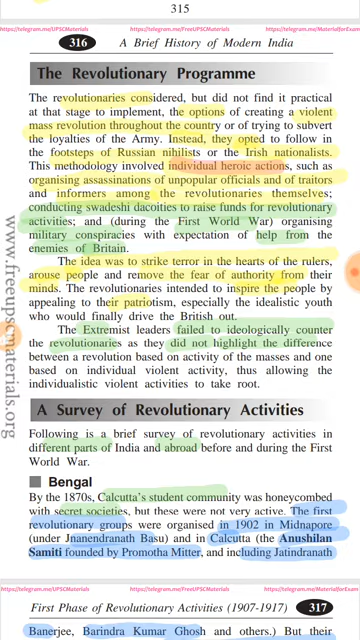 315
https://telegram.me/FreeUPSCMaterials https://telegram.me/FreeUPSCMaterials https://telegram.me/MaterialforExam
316 A Brief History of Modern India
The Revolutionary Programme
The revolutionaries considered, but did not find it practical
at that stage to implement, the options of creating a violent
mass revolution throughout the country or of trying to subvert
the loyalties of the Army. Instead, they opted to follow in
the footsteps of Russian nihilists or the Irish nationalists.
This methodology involved individual heroic actions, such as
organising assassinations of unpopular officials and of traitors
and informers among the revolutionaries themselves;
conducting swadeshi dacoities to raise funds for revolutionary
activities; and (during the First World War) organising
military conspiracies with expectation of help from the
enemies of Britain.
The idea was to strike terror in the hearts of the rulers,
arouse people and remove the fear of authority from their
minds. The revolutionaries intended to inspire the people by
appealing to their patriotism, especially the idealistic youth
who would finally drive the British out.
The Extremist leaders failed to ideologically counter
the revolutionaries as they did not highlight the difference
between a revolution based on activity of the masses and one
based on individual violent activity, thus allowing the
individualistic violent activities to take root.
A Survey of Revolutionary Activities
Following is a brief survey of revolutionary activities in
different parts of India and abroad before and during the First
World War.
Bengal
By the 1870s, Calcutta's student community was honeycombed
with secret societies, but these were not very active. The first
revolutionary groups were organised in 1902 in Midnapore
(under Jnanendranath Basu) and in Calcutta (the Anushilan
Samiti founded by Promotha Mitter, and including Jatindranath
www.freeupscmaterials.org
https://telegram.me/FreeUPSCMaterials https://telegram.me/FreeUPSCMaterials https://telegram.me/MaterialforExam
First Phase of Revolutionary Activities (1907-1917) 317
Banerjee, Barindra Kumar Ghosh and others.) But their